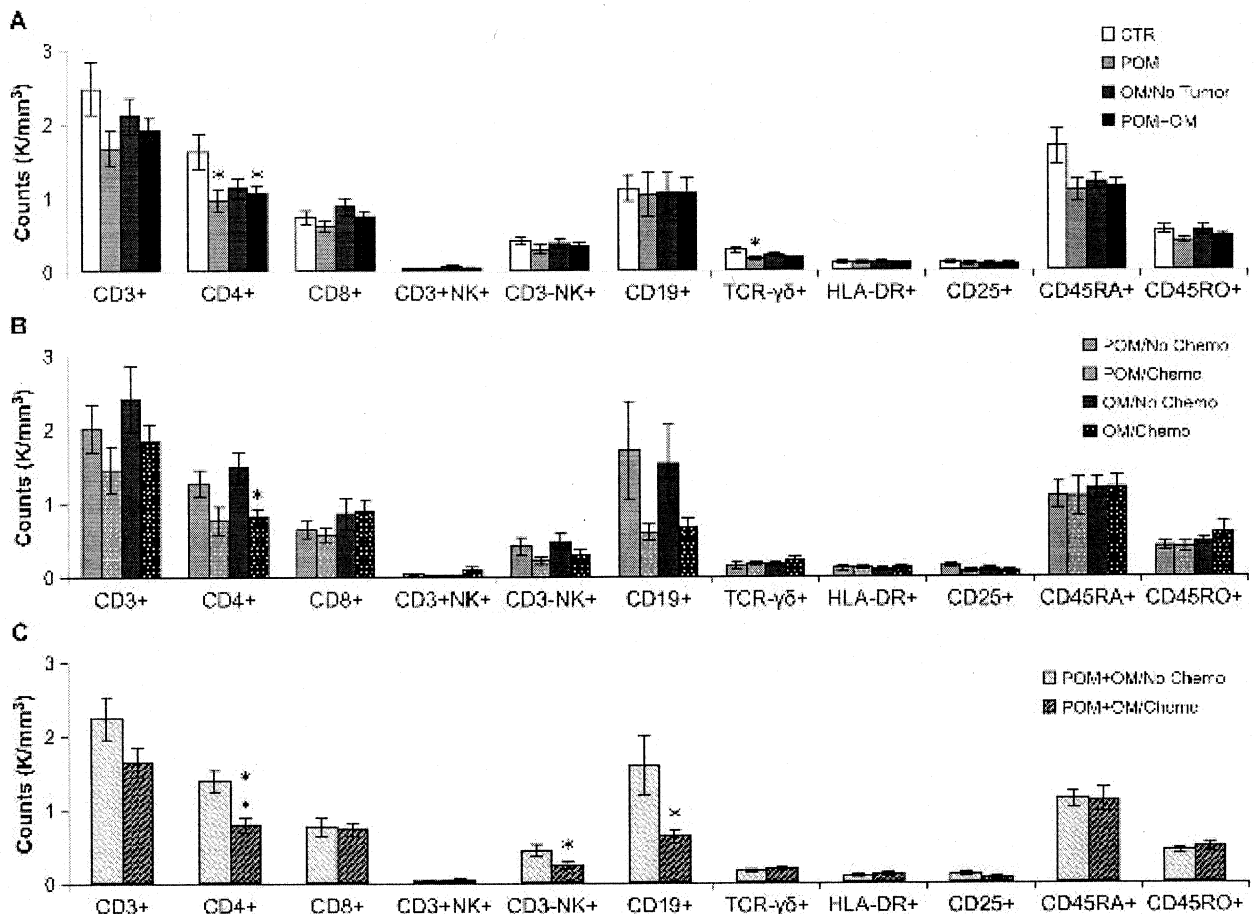 A
CTR
POM
OM/No Tumor
POM+OM
Counts (K/mm³)
3
2
1
0
CD3+ CD4+ CD8+ CD3+NK+ CD3-NK+ CD19+ TCR-γδ+ HLA-DR+ CD25+ CD45RA+ CD45RO+
* * *
B
POM/No Chemo
POM/Chemo
OM/No Chemo
OM/Chemo
Counts (K/mm³)
3
2
1
0
*
CD3+ CD4+ CD8+ CD3+NK+ CD3-NK+ CD19+ TCR-γδ+ HLA-DR+ CD25+ CD45RA+ CD45RO+
C
POM+OM/No Chemo
POM+OM/Chemo
Counts (K/mm³)
3
2
1
0
* * * *
CD3+ CD4+ CD8+ CD3+NK+ CD3-NK+ CD19+ TCR-γδ+ HLA-DR+ CD25+ CD45RA+ CD45RO+